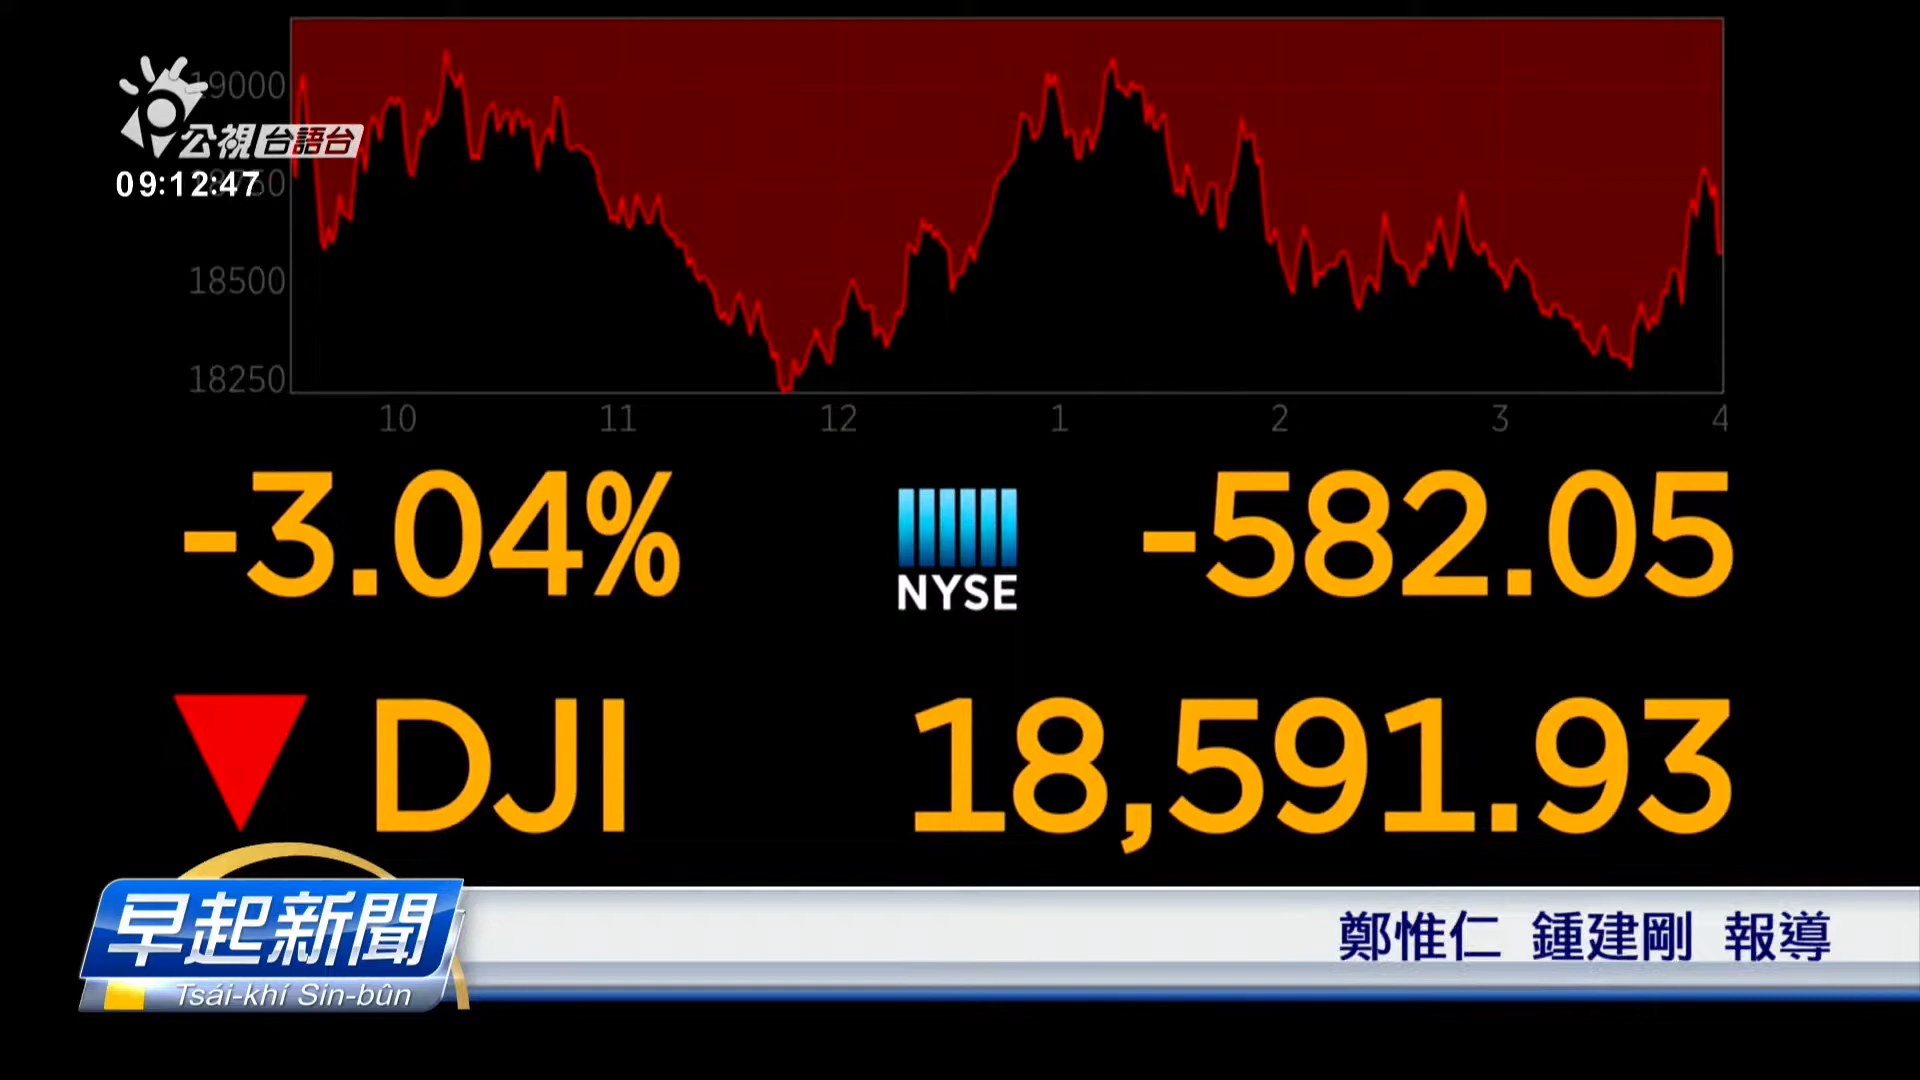 19000
公視台語台
09:12:47
18750
18500
18250
10 11 12 1 2 3 4
-3.04% NYSE -582.05
DJI 18,591.93
早起新聞
Tsái-khí Sin-bûn
鄭惟仁 鍾建剛 報導